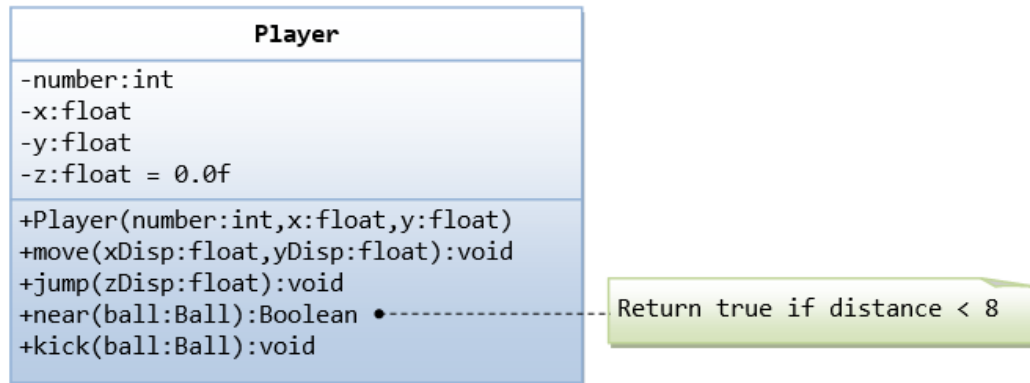 Player
-number:int
-x:float
-y:float
-z:float = 0.0f
+Player(number:int,x:float,y:float)
+move(xDisp:float,yDisp:float):void
+jump(zDisp:float):void
+near(ball:Ball):Boolean
Return true if distance < 8
+kick(ball:Ball):void